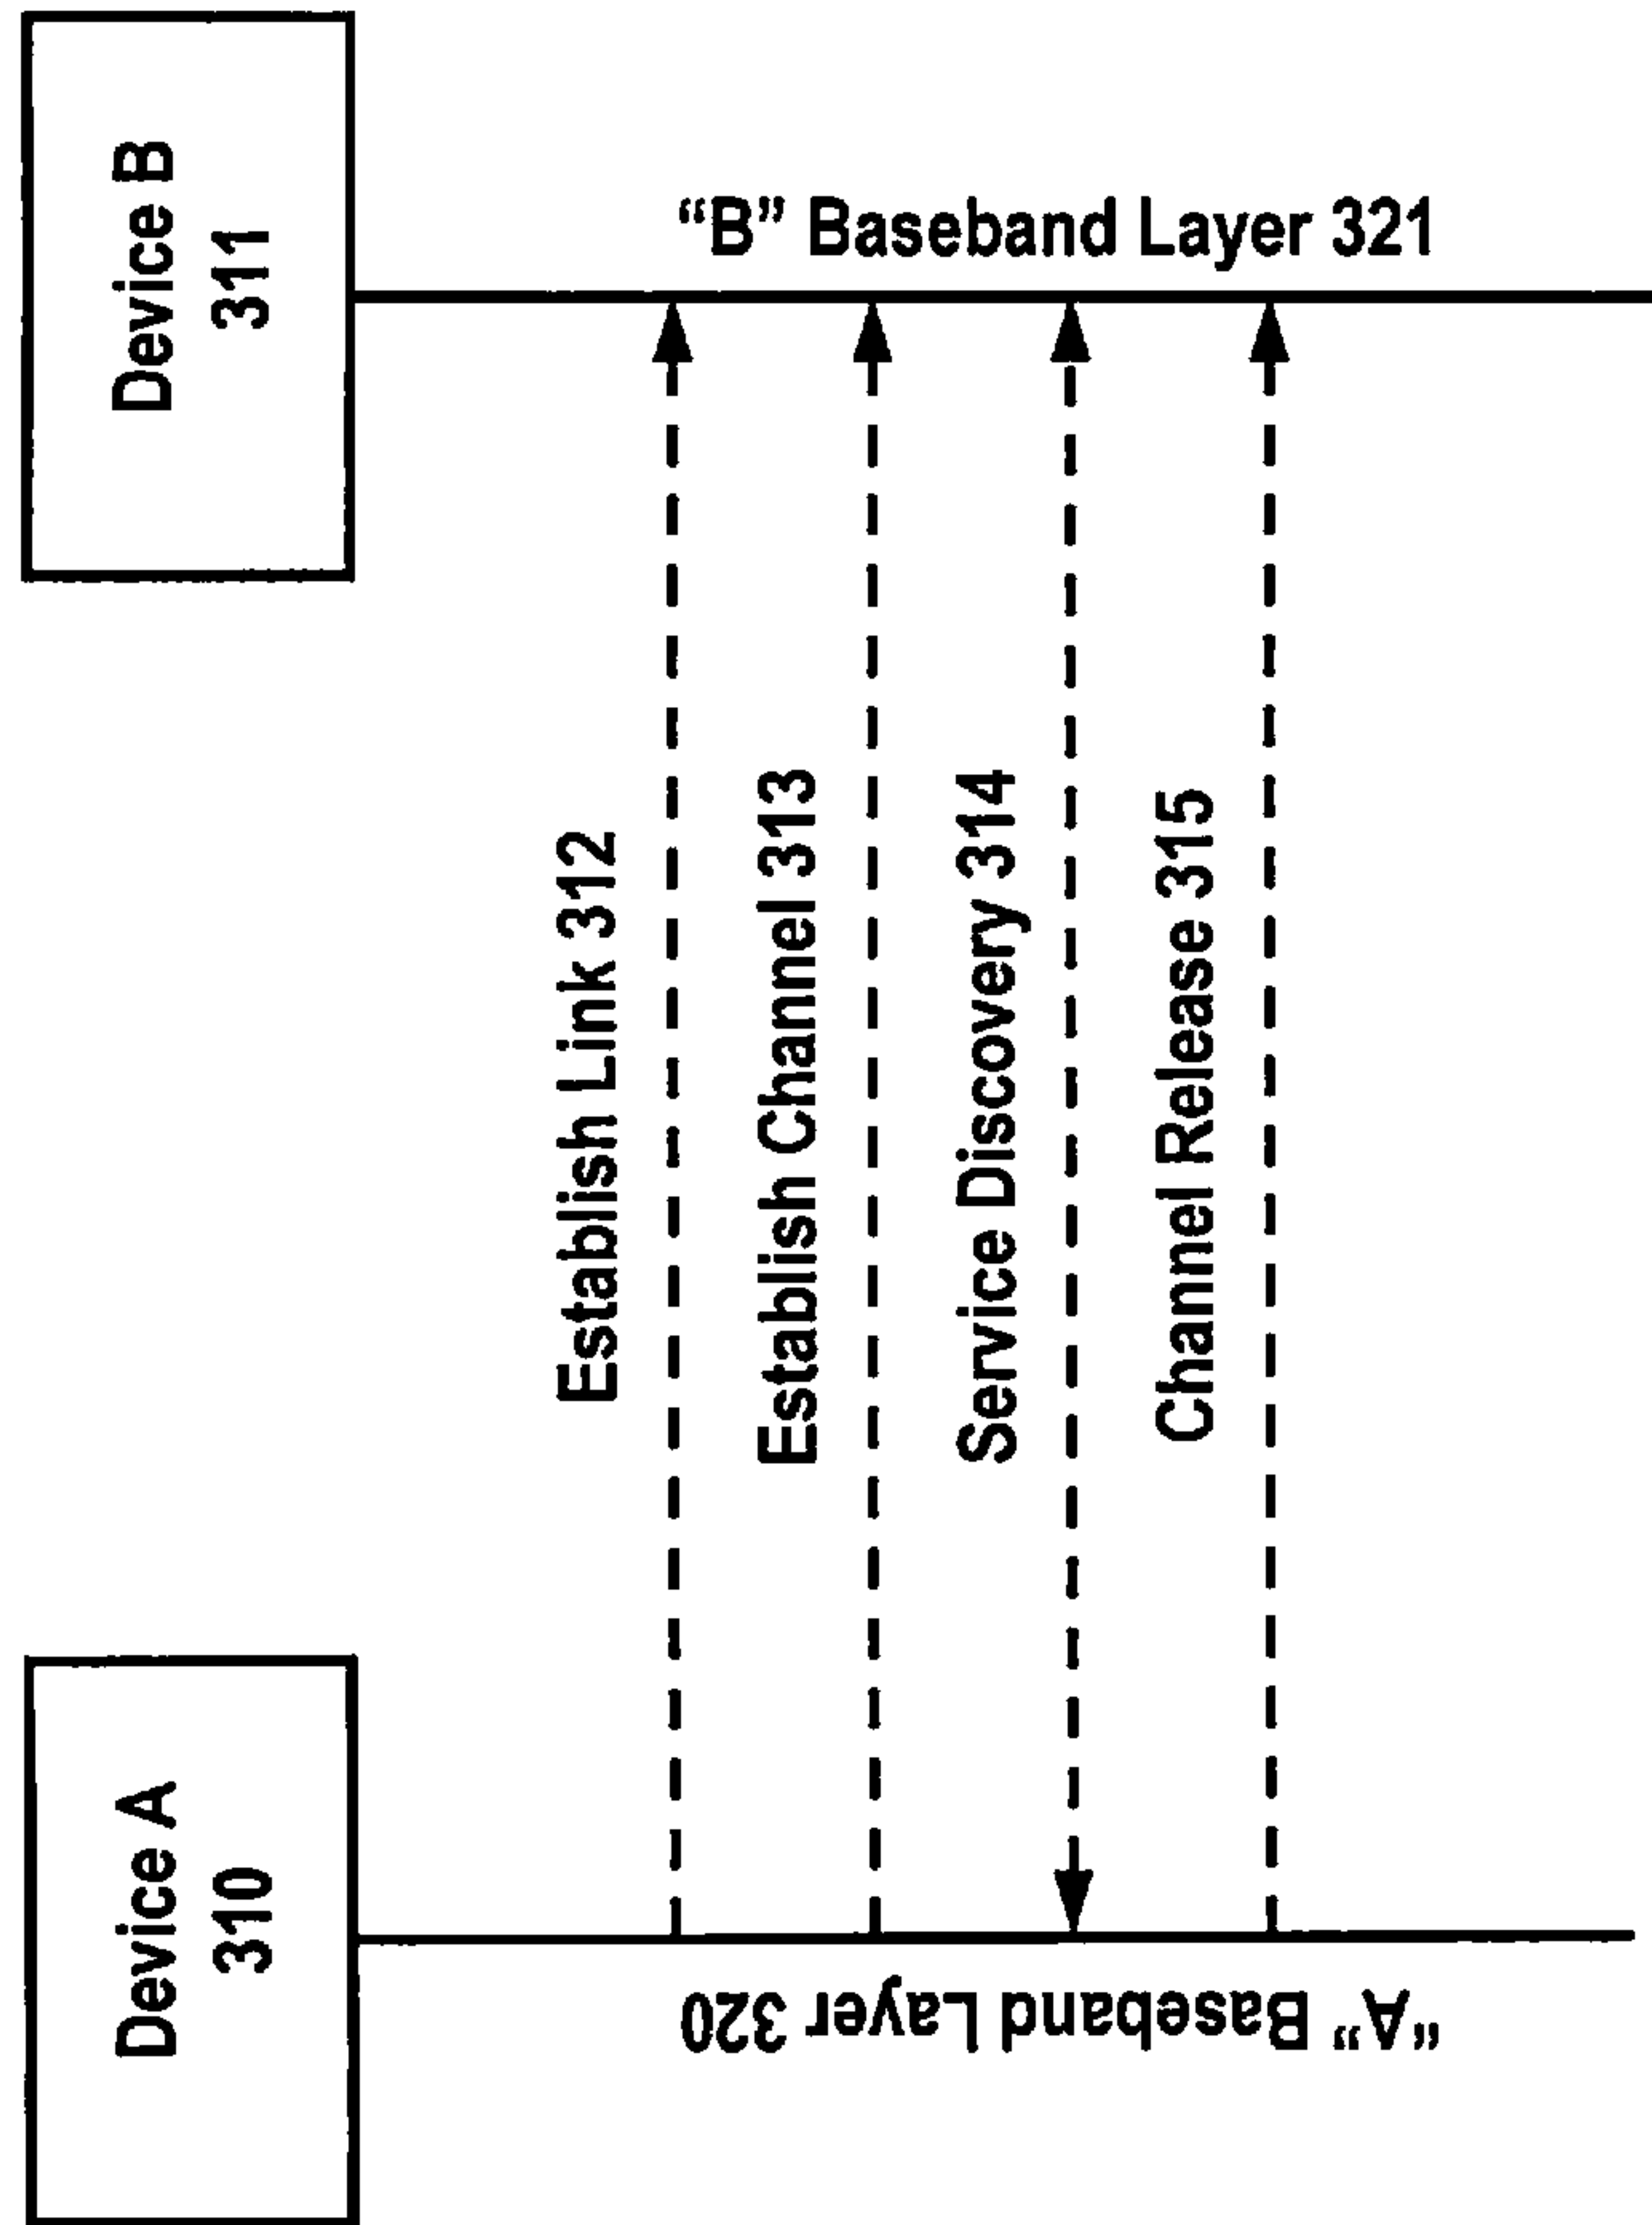 Device A
310
Device B
311
Establish Link 312
Establish Channel 313
Service Discovery 314
Channel Release 315
“A” Baseband Layer 320
“B” Baseband Layer 321